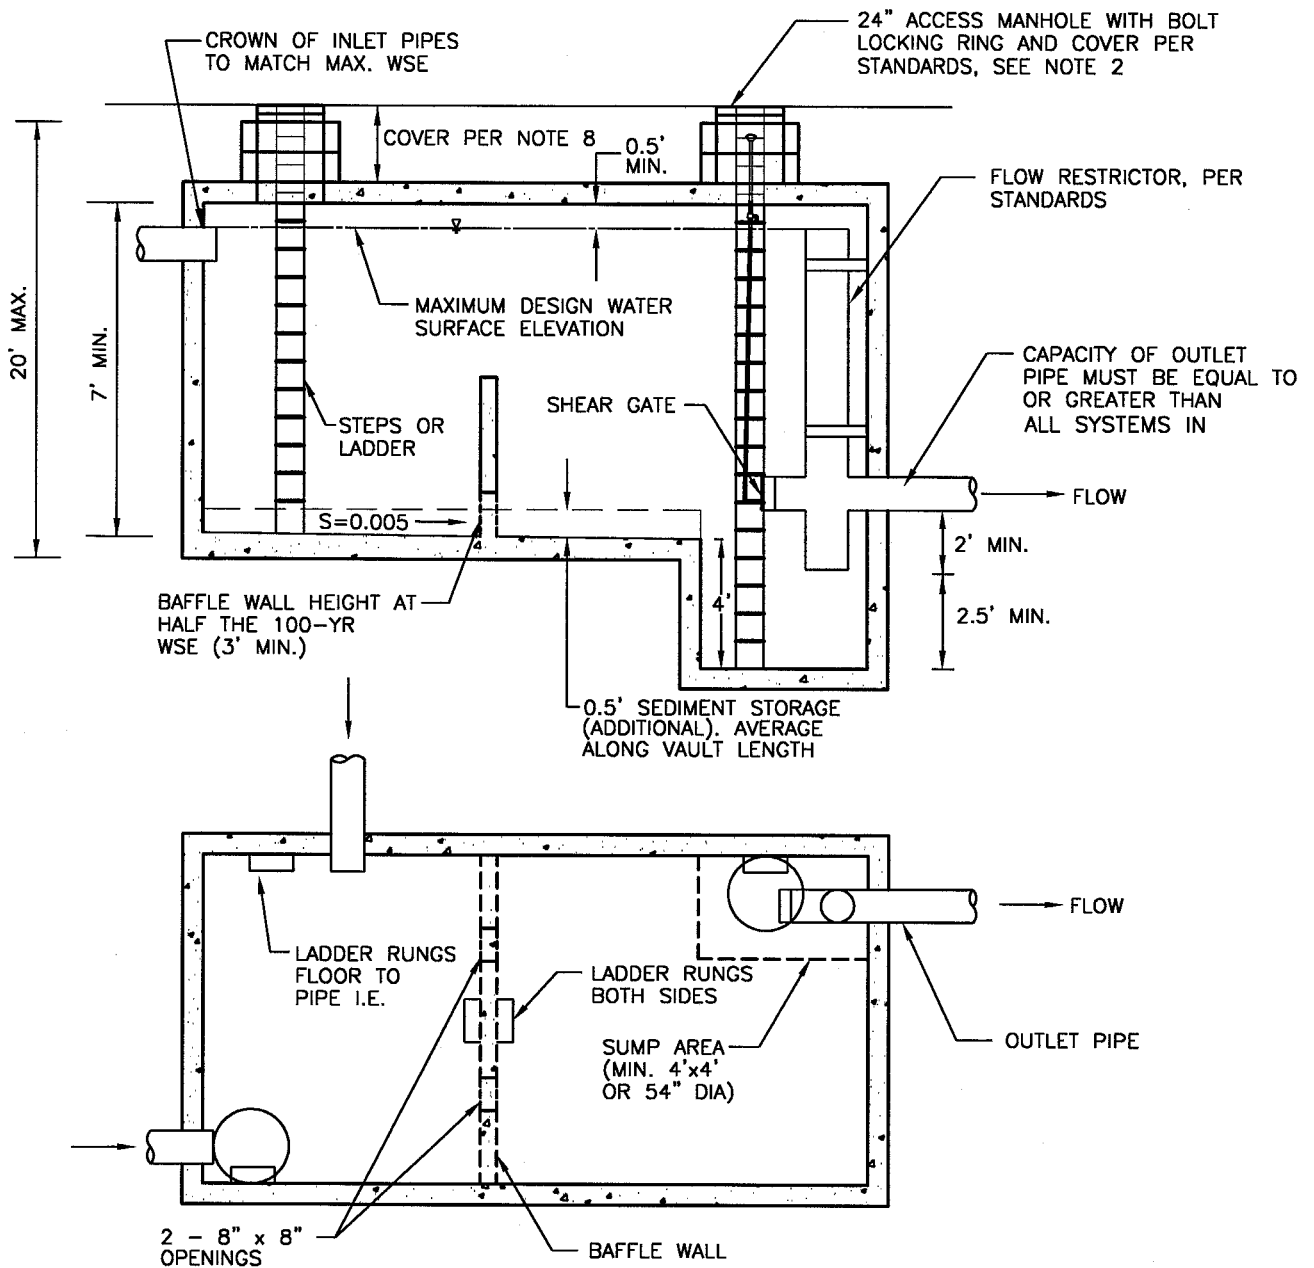 24" ACCESS MANHOLE WITH BOLT
LOCKING RING AND COVER PER
STANDARDS, SEE NOTE 2
CROWN OF INLET PIPES
TO MATCH MAX. WSE
COVER PER NOTE 8
0.5'
MIN.
FLOW RESTRICTOR, PER
STANDARDS
20' MAX.
7' MIN.
MAXIMUM DESIGN WATER
SURFACE ELEVATION
CAPACITY OF OUTLET
PIPE MUST BE EQUAL TO
OR GREATER THAN
ALL SYSTEMS IN
SHEAR GATE
STEPS OR
LADDER
FLOW
S=0.005
2' MIN.
4'
2.5' MIN.
BAFFLE WALL HEIGHT AT
HALF THE 100-YR
WSE (3' MIN.)
0.5' SEDIMENT STORAGE
(ADDITIONAL). AVERAGE
ALONG VAULT LENGTH
FLOW
LADDER RUNGS
FLOOR TO
PIPE I.E.
LADDER RUNGS
BOTH SIDES
SUMP AREA
(MIN. 4'x4'
OR 54" DIA)
OUTLET PIPE
2 - 8" x 8"
OPENINGS
BAFFLE WALL